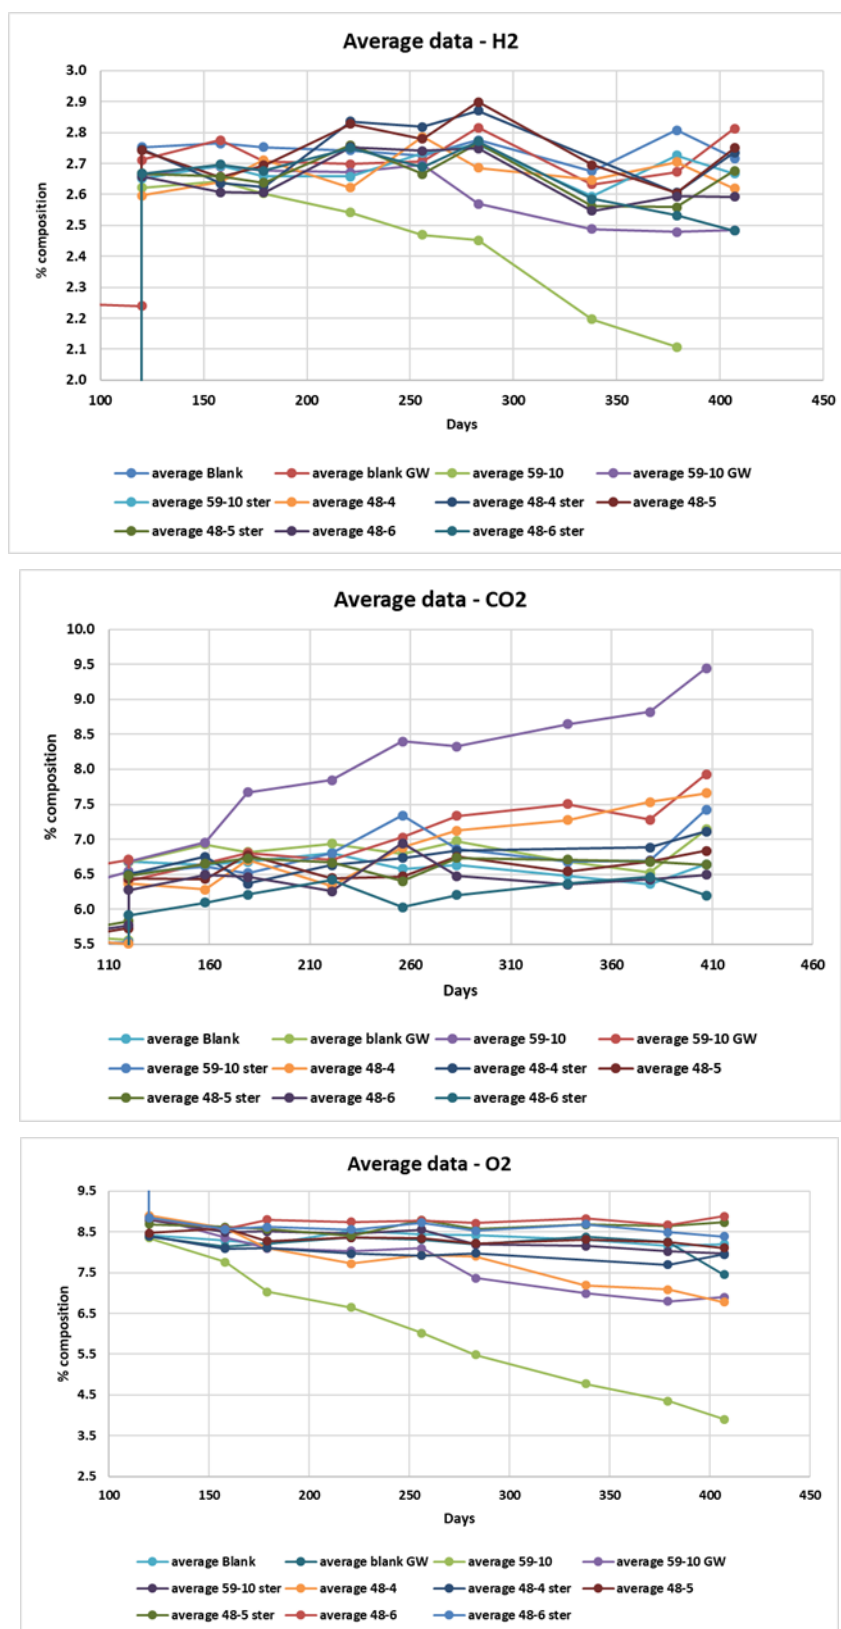 Average data - H2
3.0
2.9
2.8
2.7
2.6
2.5
2.4
2.3
2.2
2.1
2.0
% composition
100 150 200 250 300 350 400 450
Days
average Blank average blank GW average 59-10 average 59-10 GW
average 59-10 ster average 48-4 average 48-4 ster average 48-5
average 48-5 ster average 48-6 average 48-6 ster
Average data - CO2
10.0
9.5
9.0
8.5
8.0
7.5
7.0
6.5
6.0
5.5
% composition
110 160 210 260 310 360 410 460
Days
average Blank average blank GW average 59-10 average 59-10 GW
average 59-10 ster average 48-4 average 48-4 ster average 48-5
average 48-5 ster average 48-6 average 48-6 ster
Average data - O2
9.5
8.5
7.5
6.5
5.5
4.5
3.5
2.5
% composition
100 150 200 250 300 350 400 450
Days
average Blank average blank GW average 59-10 average 59-10 GW
average 59-10 ster average 48-4 average 48-4 ster average 48-5
average 48-5 ster average 48-6 average 48-6 ster